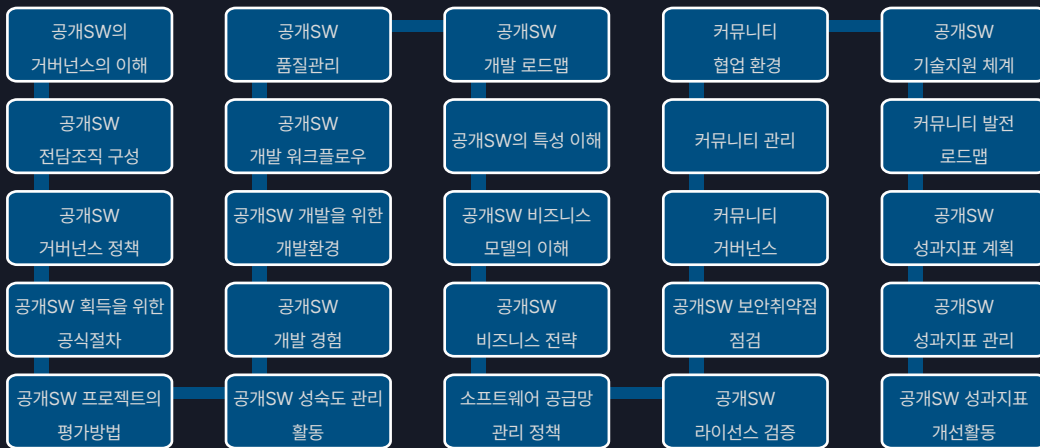 공개SW의
거버넌스의 이해
공개SW
전담조직 구성
공개SW
거버넌스 정책
공개SW 획득을 위한
공식절차
공개SW 프로젝트의
평가방법
공개SW 성숙도 관리
활동
공개SW
개발 경험
공개SW 개발을 위한
개발환경
공개SW
개발 워크플로우
공개SW
품질관리
공개SW
개발 로드맵
공개SW의 특성 이해
공개SW 비즈니스
모델의 이해
공개SW
비즈니스 전략
소프트웨어 공급망
관리 정책
공개SW
라이선스 검증
공개SW 보안취약점
점검
커뮤니티
거버넌스
커뮤니티 관리
커뮤니티
협업 환경
공개SW
기술지원 체계
커뮤니티 발전
로드맵
공개SW
성과지표 계획
공개SW
성과지표 관리
공개SW 성과지표
개선활동